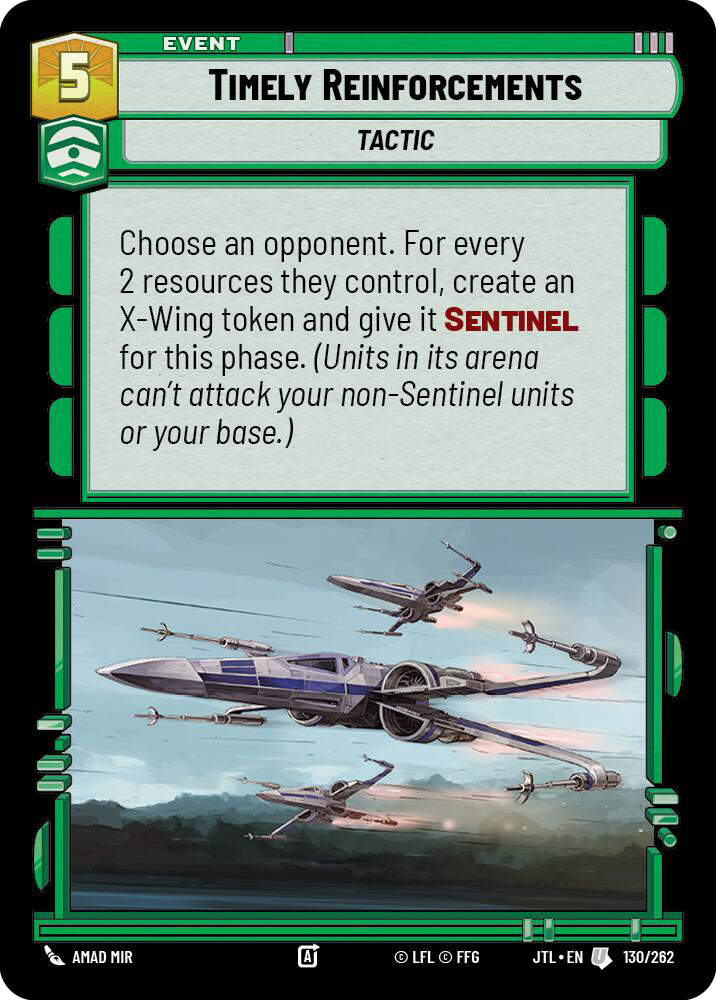 EVENT
5
TIMELY REINFORCEMENTS
TACTIC
Choose an opponent. For every
2 resources they control, create an
X-Wing token and give it SENTINEL
for this phase. (Units in its arena
can't attack your non-Sentinel units
or your base.)
AMAD MIR A © LFL © FFG JTL • EN U 130/262